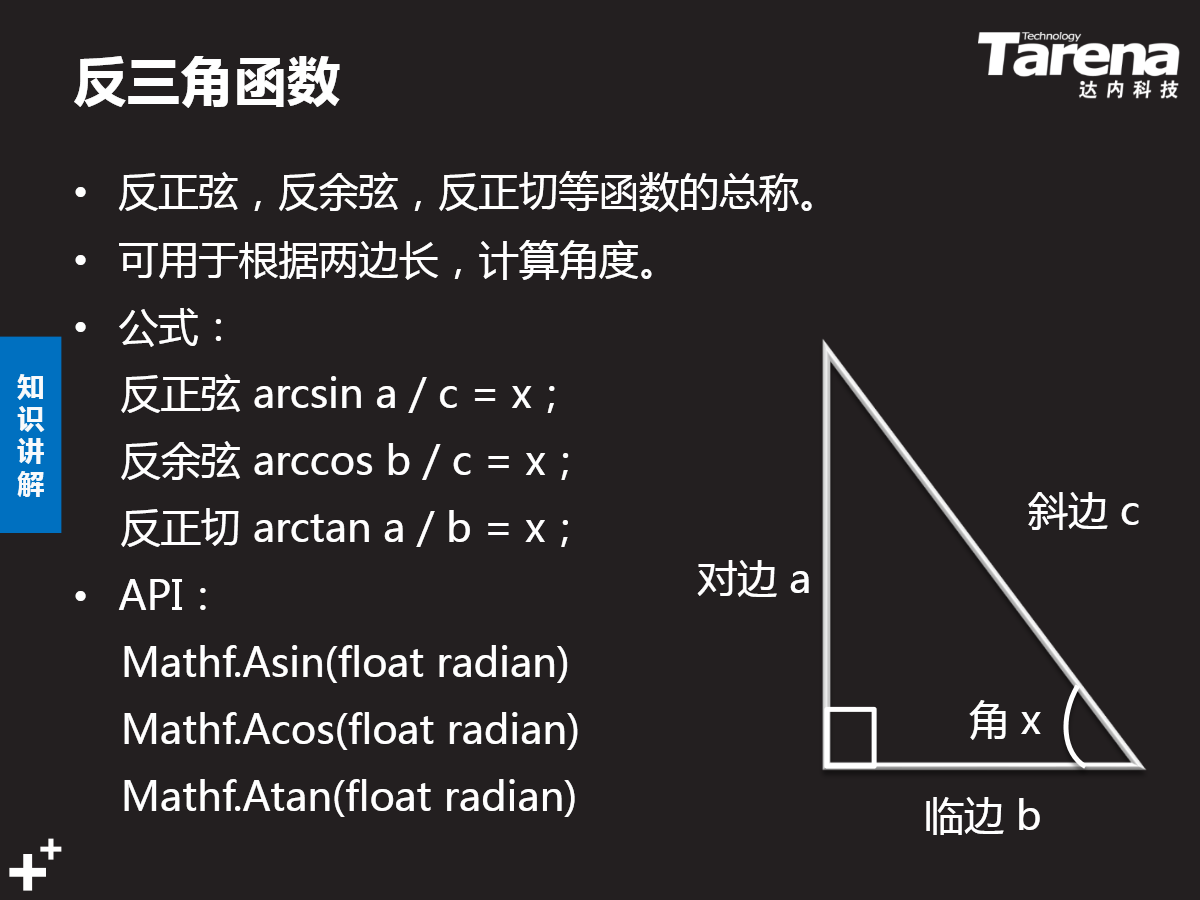 反三角函数
Technology
Tarena
达内科技
• 反正弦，反余弦，反正切等函数的总称。
• 可用于根据两边长，计算角度。
• 公式：
反正弦 arcsin a / c = x；
反余弦 arccos b / c = x；
反正切 arctan a / b = x；
• API：
Mathf.Asin(float radian)
Mathf.Acos(float radian)
Mathf.Atan(float radian)
知识讲解
斜边 c
对边 a
角 x
临边 b